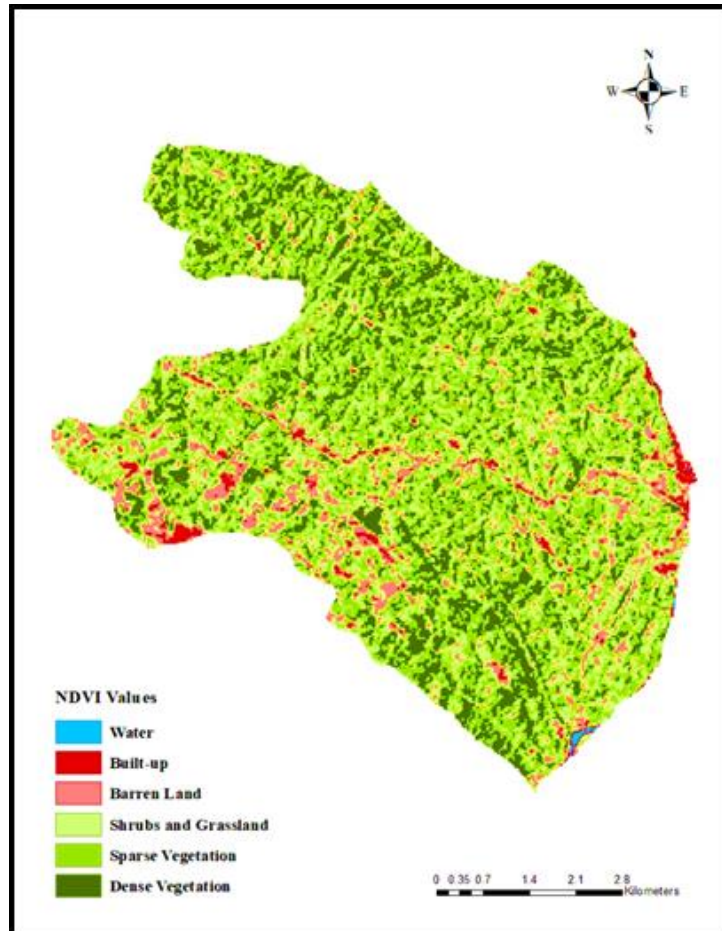 N
W E
S
NDVI Values
Water
Built-up
Barren Land
Shrubs and Grassland
Sparse Vegetation
Dense Vegetation
0 0.35 0.7 1.4 2.1 2.8
Kilometers